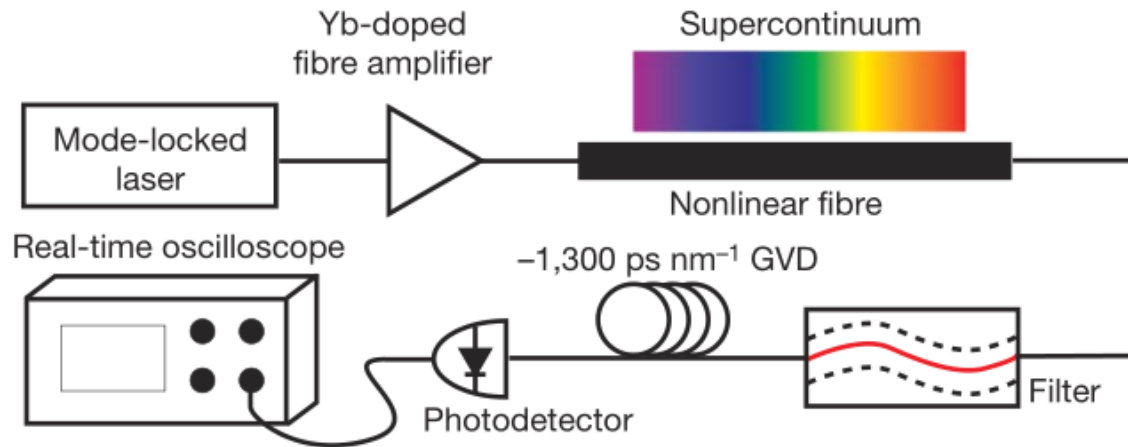 Yb-doped
fibre amplifier
Supercontinuum
Mode-locked
laser
Nonlinear fibre
Real-time oscilloscope
–1,300 ps nm⁻¹ GVD
Photodetector
Filter